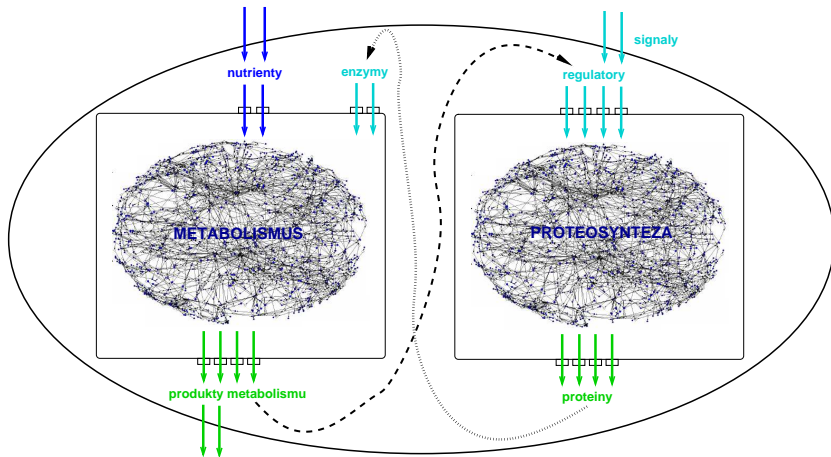 signaly
nutrienty
enzymy
regulatory
METABOLISMUS
PROTEOSYNTEZA
produkty metabolismu
proteiny